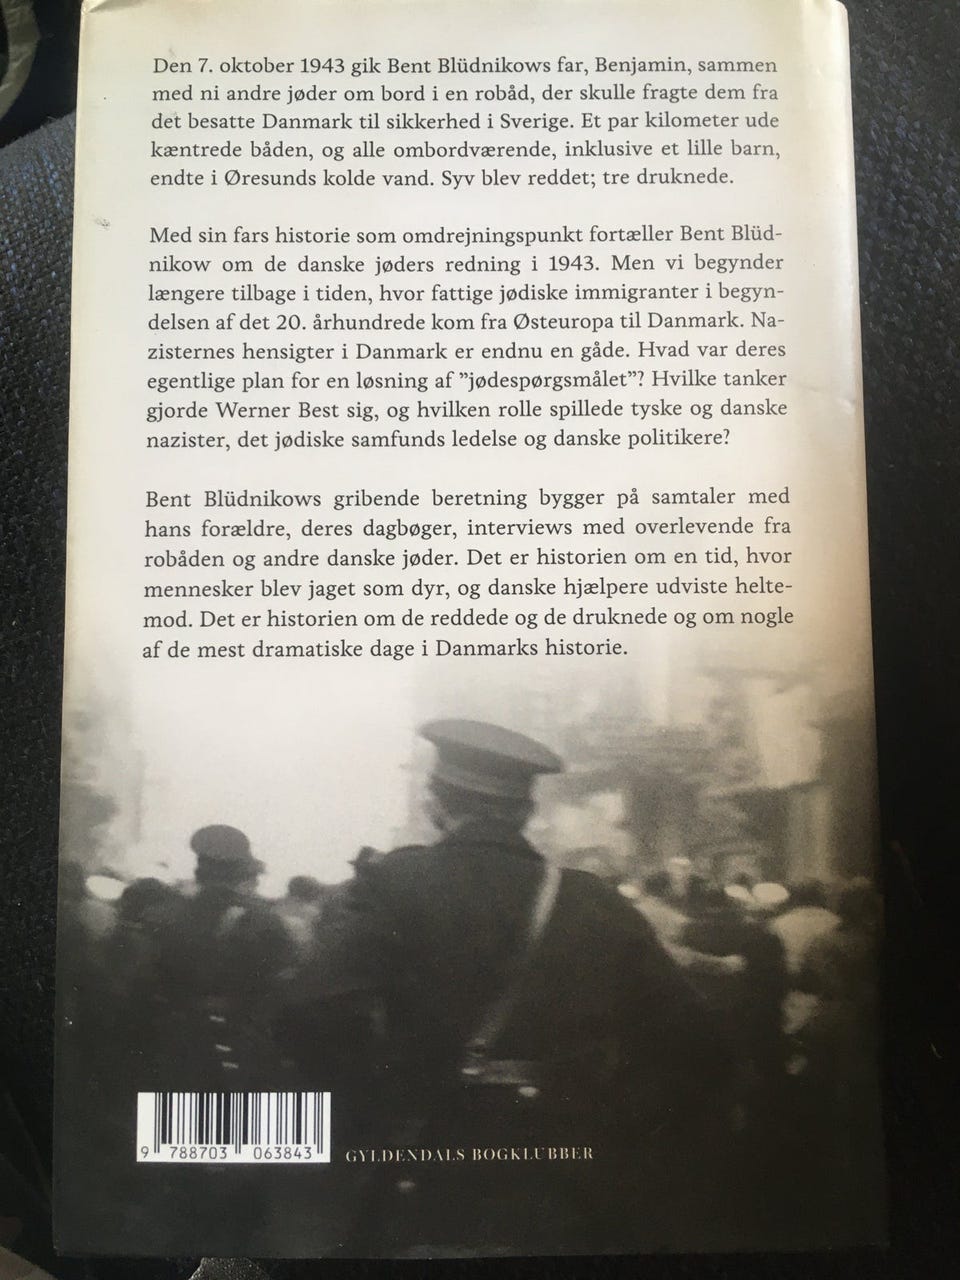 Den 7. oktober 1943 gik Bent Blüdnikows far, Benjamin, sammen
med ni andre jøder om bord i en robåd, der skulle fragte dem fra
det besatte Danmark til sikkerhed i Sverige. Et par kilometer ude
kæntrede båden, og alle ombordværende, inklusive et lille barn,
endte i Øresunds kolde vand. Syv blev reddet; tre druknede.
Med sin fars historie som omdrejningspunkt fortæller Bent Blüd-
nikow om de danske jøders redning i 1943. Men vi begynder
længere tilbage i tiden, hvor fattige jødiske immigranter i begyn-
delsen af det 20. århundrede kom fra Østeuropa til Danmark. Na-
zisternes hensigter i Danmark er endnu en gåde. Hvad var deres
egentlige plan for en løsning af ”jødespørgsmålet”? Hvilke tanker
gjorde Werner Best sig, og hvilken rolle spillede tyske og danske
nazister, det jødiske samfunds ledelse og danske politikere?
Bent Blüdnikows gribende beretning bygger på samtaler med
hans forældre, deres dagbøger, interviews med overlevende fra
robåden og andre danske jøder. Det er historien om en tid, hvor
mennesker blev jaget som dyr, og danske hjælpere udviste helte-
mod. Det er historien om de reddede og de druknede og om nogle
af de mest dramatiske dage i Danmarks historie.
9 788703 063843
GYLDENDALS BOGKLUBBER